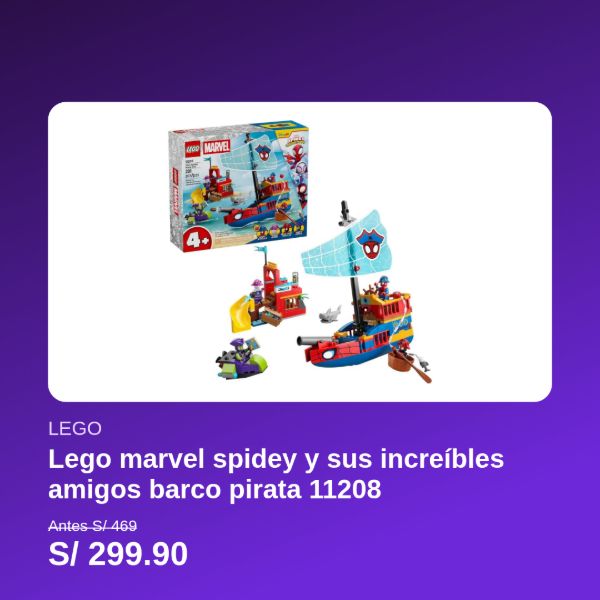 LEGO
MARVEL
4+
LEGO
Lego marvel spidey y sus increíbles
amigos barco pirata 11208
Antes S/ 469
S/ 299.90